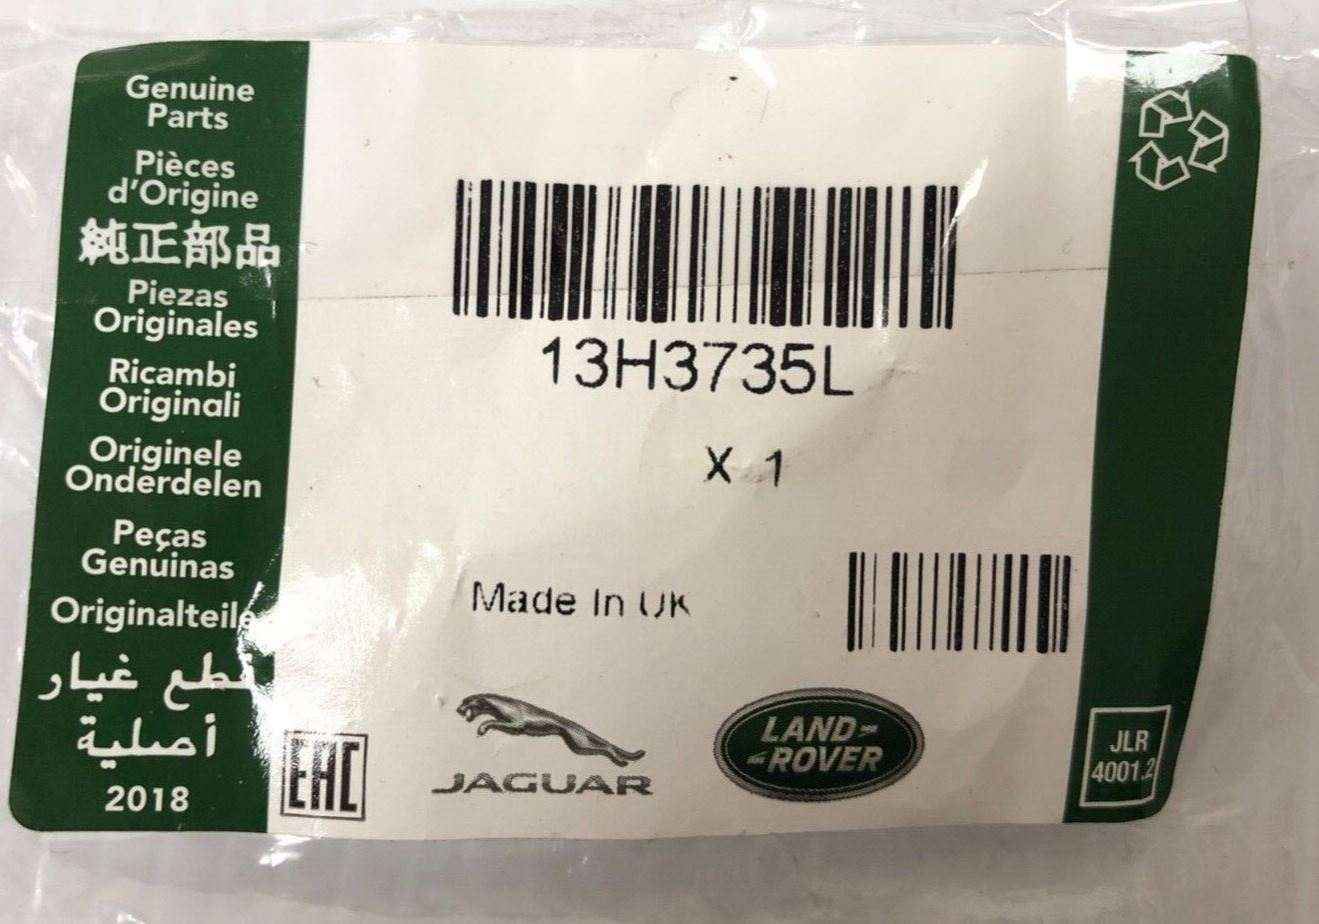 Genuine
Parts
Pièces
d'Origine
純正部品
Piezas
Originales
Ricambi
Originali
Originele
Onderdelen
Peças
Genuinas
Originalteile
قطع غيار
أصلية
2018
13H3735L
X 1
Made In UK
EAC
JAGUAR
LAND-
-ROVER
JLR
4001.2